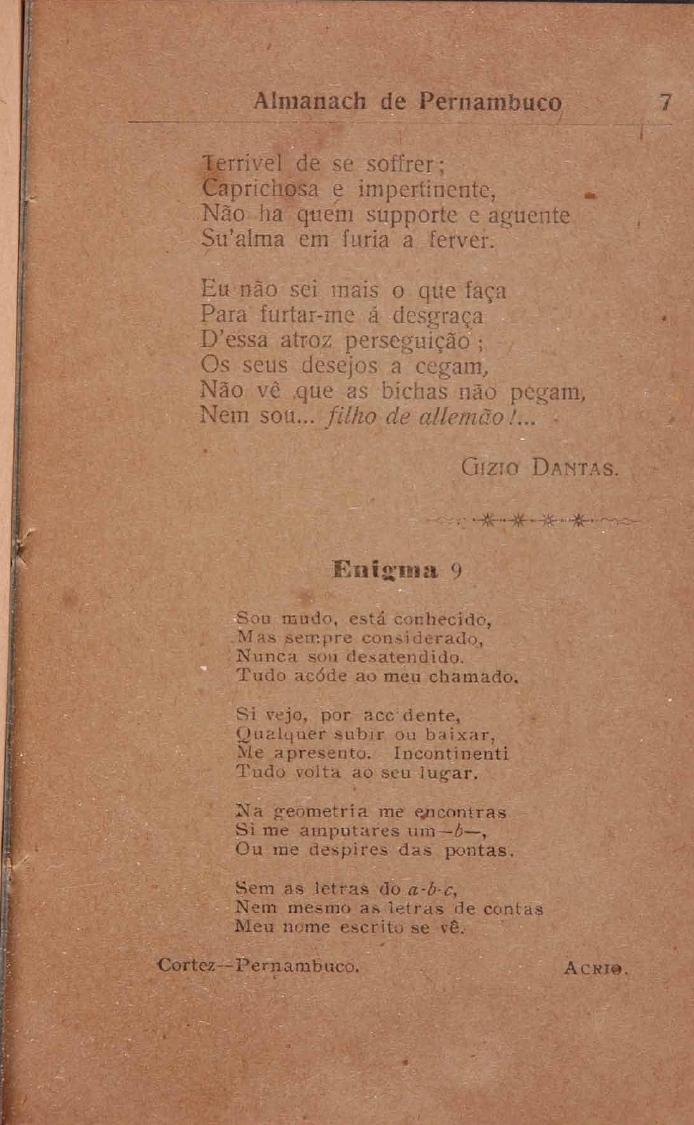 Almanach de Pernambuco 7
Terrivel de se soffrer;
Caprichosa e impertinente,
Não ha quem supporte e aguente
Su'alma em furia a ferver.
Eu não sei mais o que faça
Para furtar-me á desgraça
D'essa atroz perseguição;
Os seus desejos a cegam,
Não vê que as bichas não pegam,
Nem sou... filho de allemão!...
GIZIO DANTAS.
Enigma 9
Sou mudo, está conhecido,
Mas sempre considerado,
Nunca sou desatendido.
Tudo acóde ao meu chamado.
Si vejo, por acc dente,
Qualquer subir ou baixar,
Me apresento. Incontinenti
Tudo volta ao seu lugar.
Na geometria me encontras
Si me amputares um—b—,
Ou me despires das pontas.
Sem as letras do a-b-c,
Nem mesmo as letras de contas
Meu nome escrito se vê.
Cortez--Pernambuco. ACRIO.